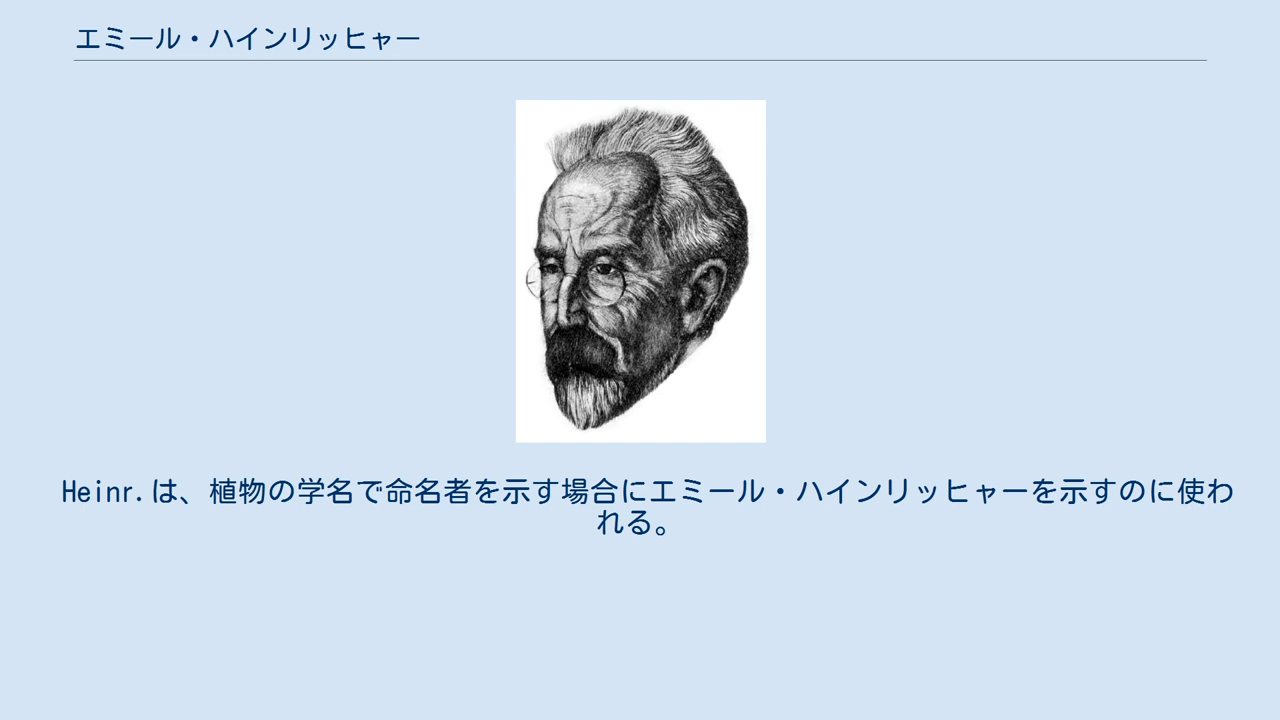 エミール・ハインリッヒャー
Heinr.は、植物の学名で命名者を示す場合にエミール・ハインリッヒャーを示すのに使わ
れる。